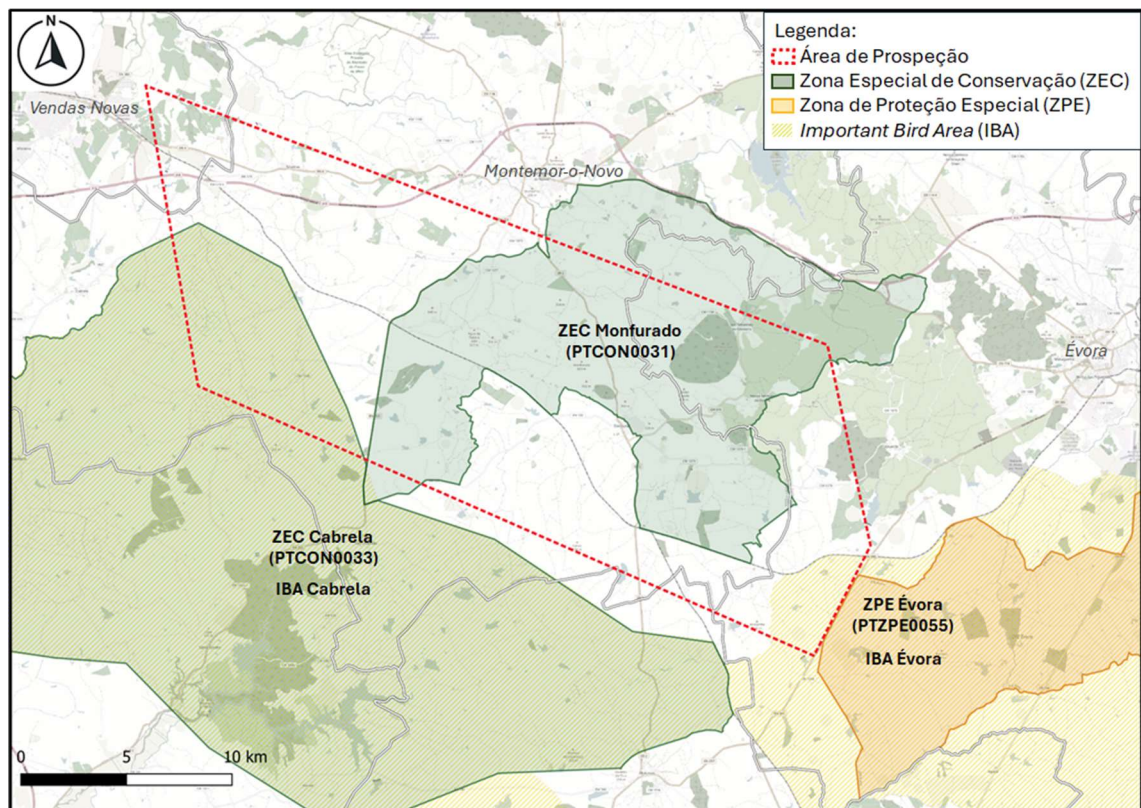 N
Legenda:
Área de Prospeção
Zona Especial de Conservação (ZEC)
Zona de Proteção Especial (ZPE)
Important Bird Area (IBA)
Vendas Novas
Montemor-o-Novo
ZEC Monfurado
(PTCON0031)
Évora
ZEC Cabrela
(PTCON0033)
IBA Cabrela
ZPE Évora
(PTZPE0055)
IBA Évora
0 5 10 km